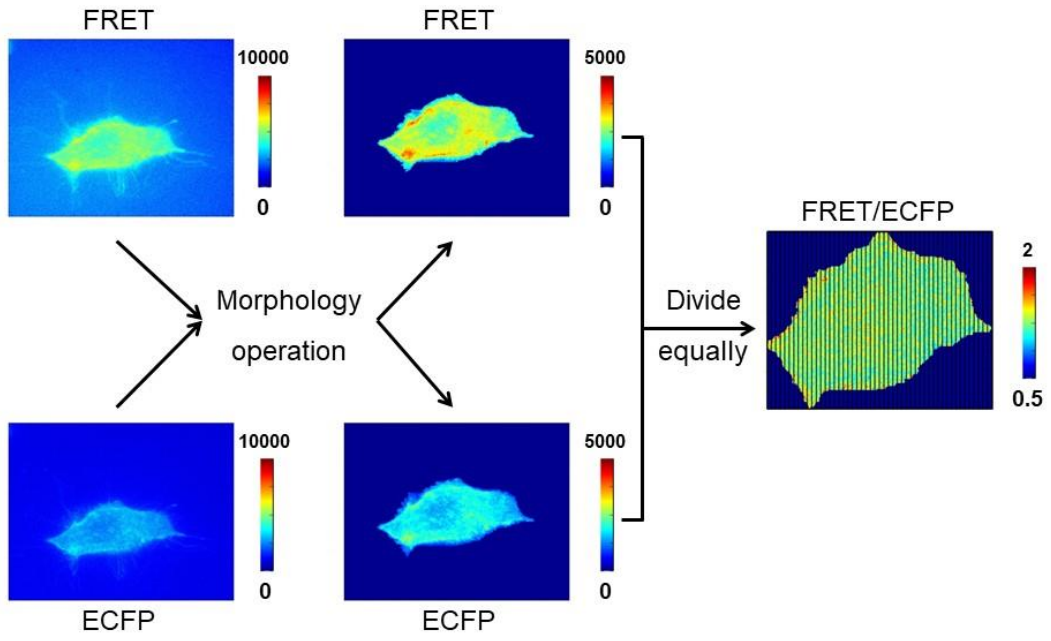 FRET
FRET
10000
0
5000
0
Morphology
operation
Divide
equally
FRET/ECFP
2
0.5
10000
0
5000
0
ECFP
ECFP